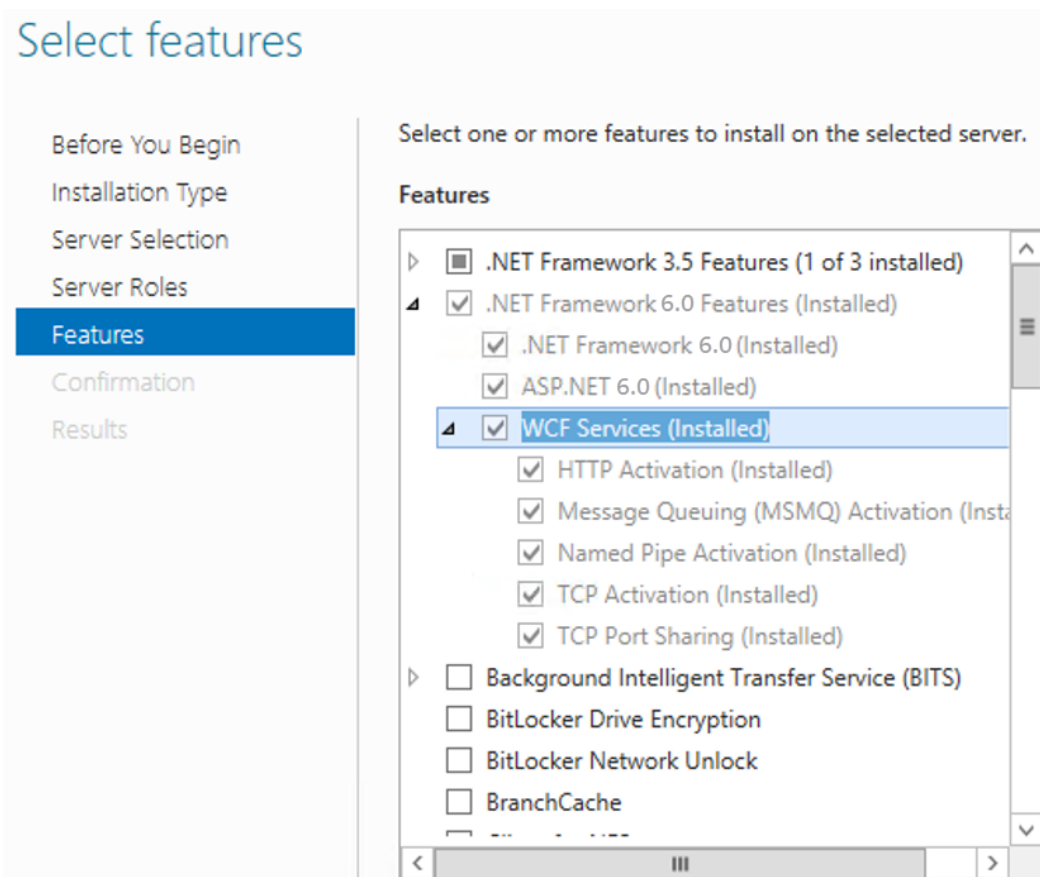 Select features
Before You Begin
Installation Type
Server Selection
Server Roles
Features
Confirmation
Results
Select one or more features to install on the selected server.
Features
.NET Framework 3.5 Features (1 of 3 installed)
.NET Framework 6.0 Features (Installed)
.NET Framework 6.0 (Installed)
ASP.NET 6.0 (Installed)
WCF Services (Installed)
HTTP Activation (Installed)
Message Queuing (MSMQ) Activation (Insta
Named Pipe Activation (Installed)
TCP Activation (Installed)
TCP Port Sharing (Installed)
Background Intelligent Transfer Service (BITS)
BitLocker Drive Encryption
BitLocker Network Unlock
BranchCache